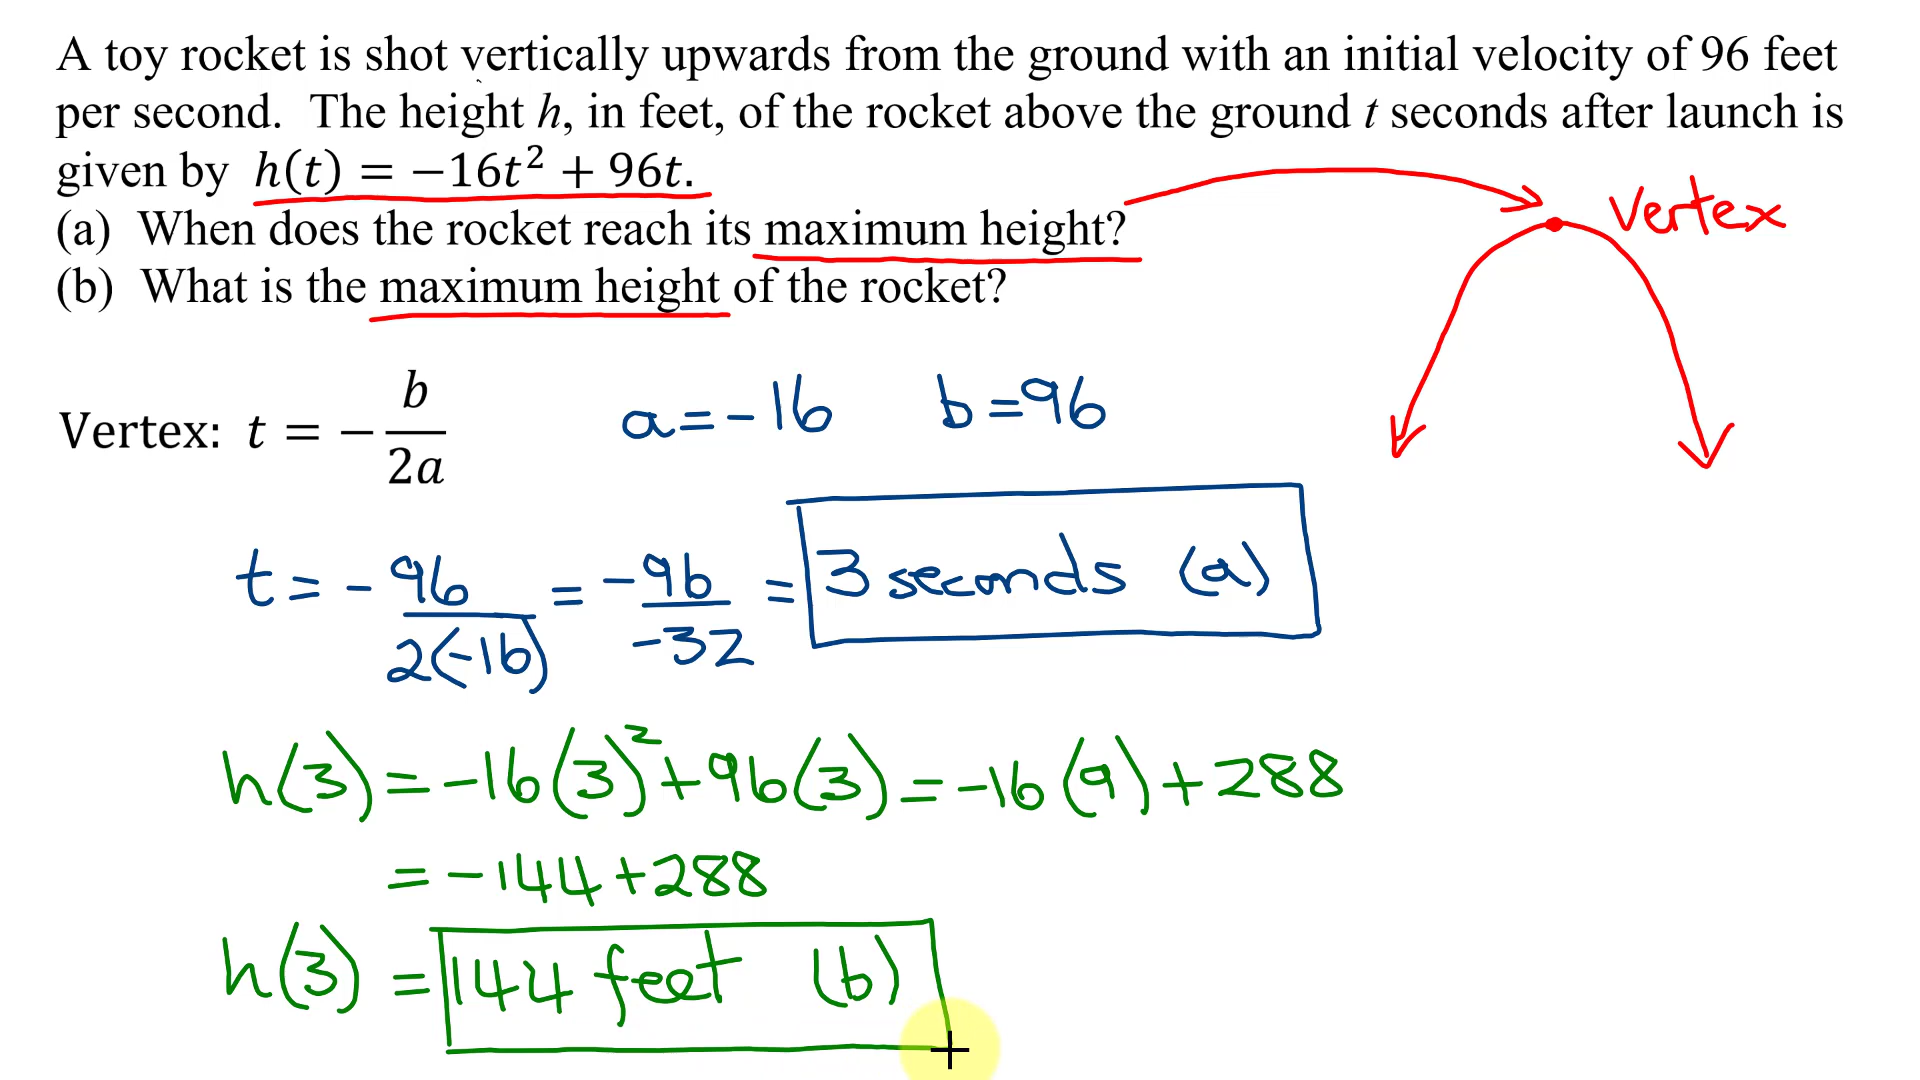 A toy rocket is shot vertically upwards from the ground with an initial velocity of 96 feet
per second. The height h, in feet, of the rocket above the ground t seconds after launch is
given by h(t) = −16t² + 96t.
(a) When does the rocket reach its maximum height?
(b) What is the maximum height of the rocket?
vertex
Vertex: t = − b/2a
a = −16 b = 96
t = − 96/2(−16) = −96/−32 = 3 seconds (a)
h(3) = −16(3)² + 96(3) = −16(9) + 288
= −144 + 288
h(3) = 144 feet (b)